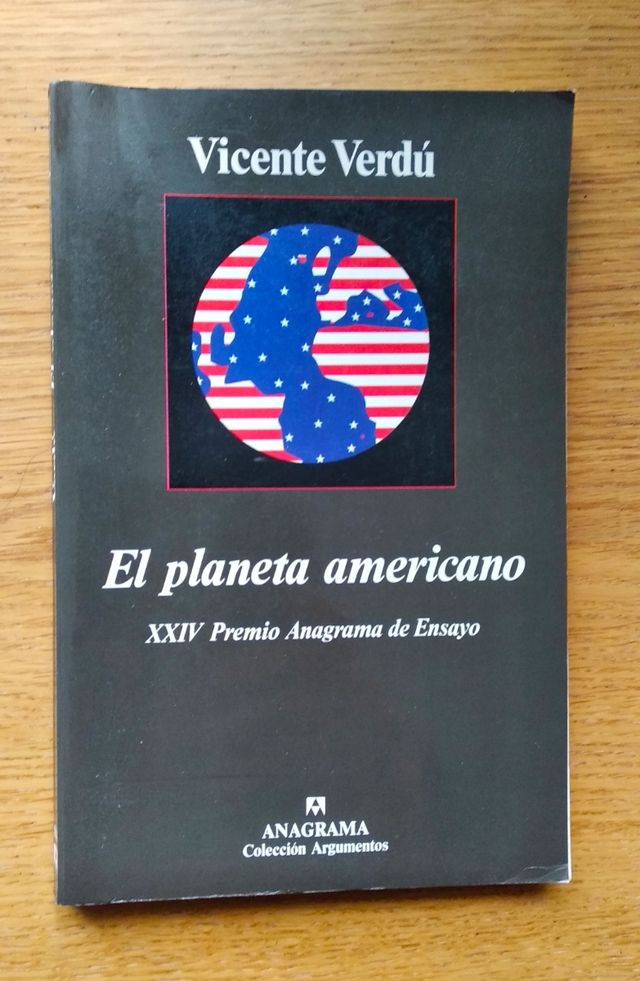 Vicente Verdú
El planeta americano
XXIV Premio Anagrama de Ensayo
ANAGRAMA
Colección Argumentos